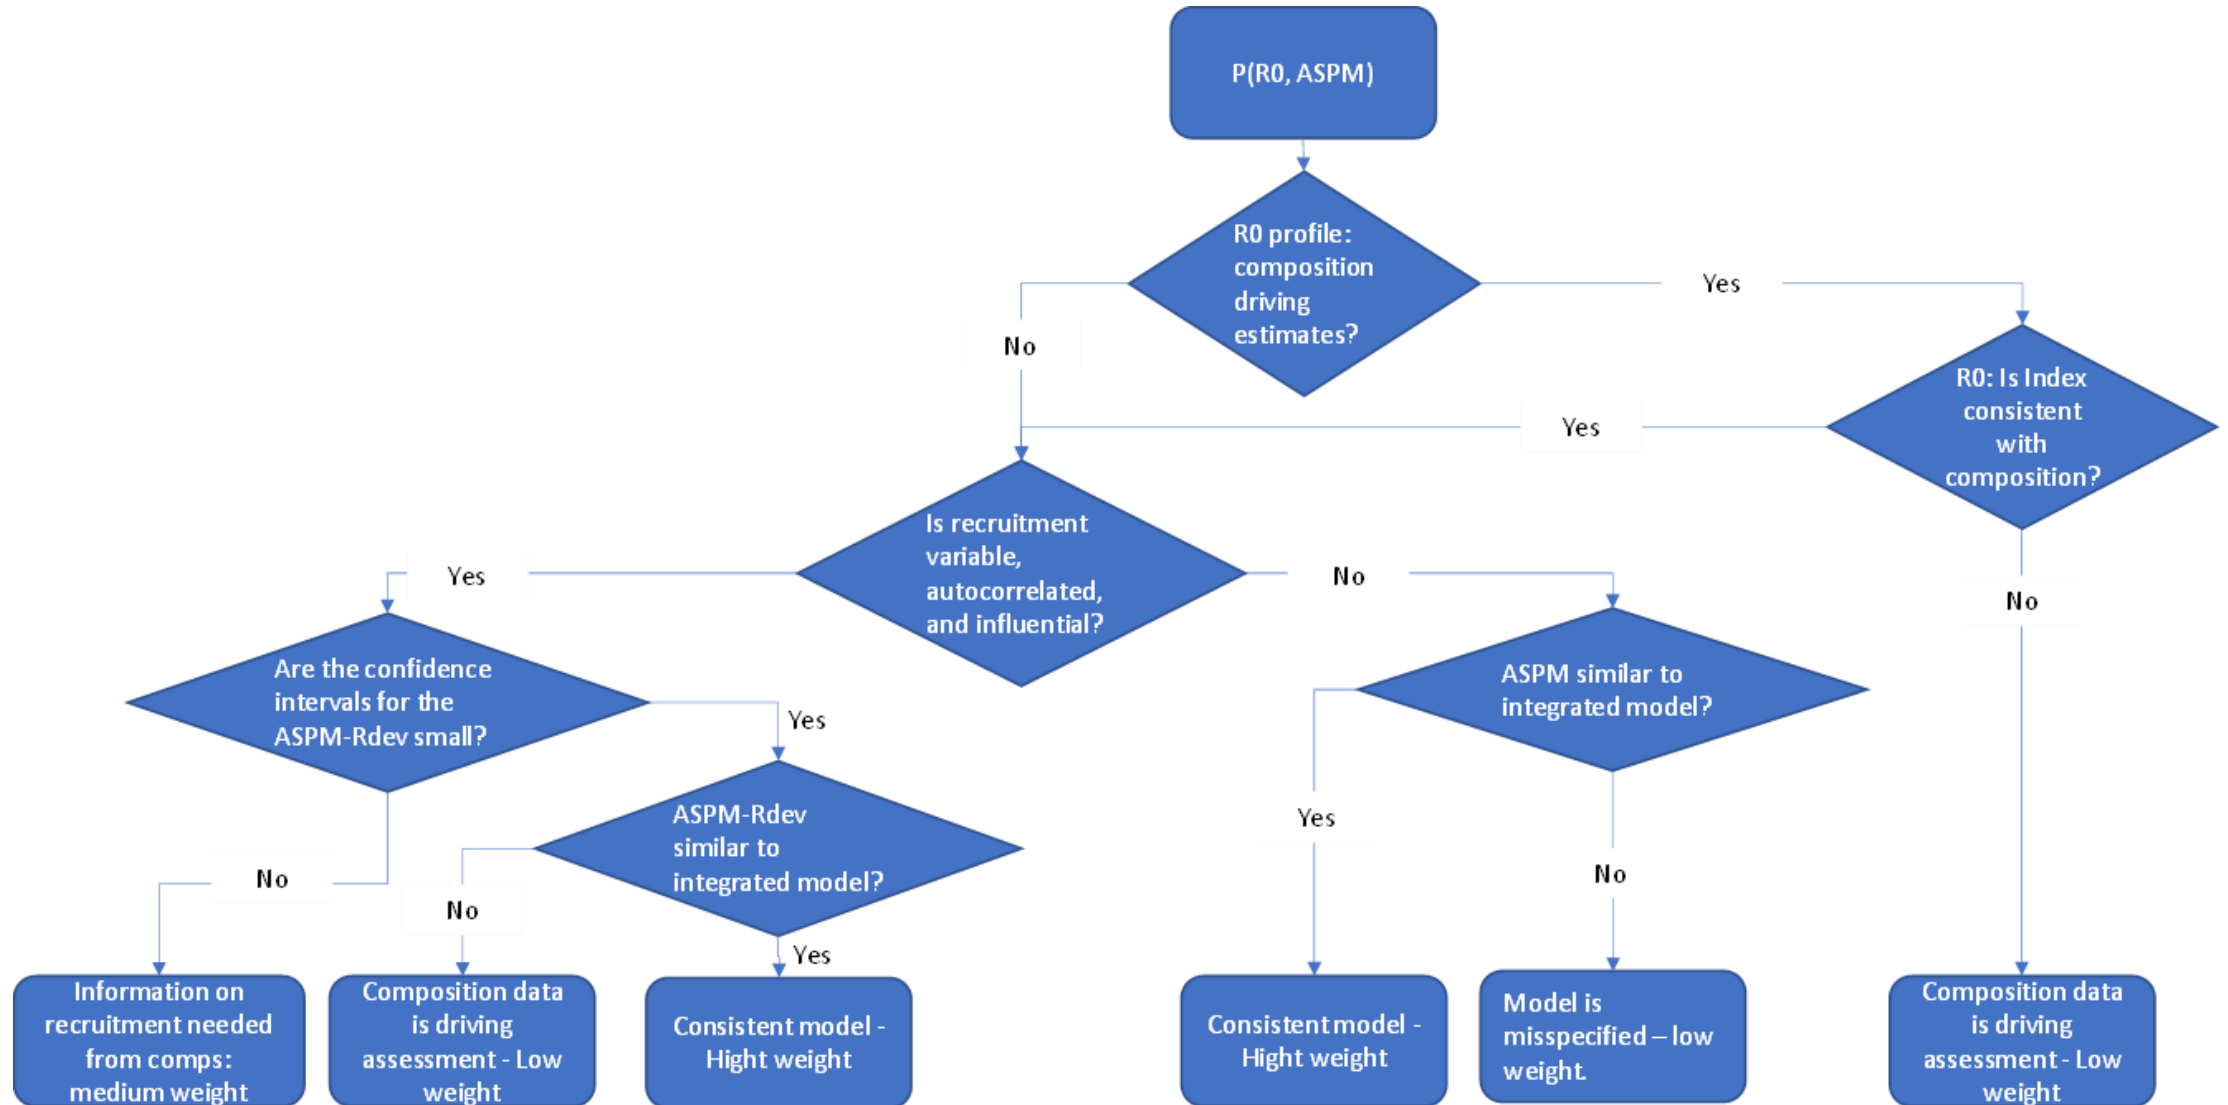 P(R0, ASPM)
R0 profile:
composition
driving
estimates?
Yes
No
R0: Is Index
consistent
with
composition?
Yes
Is recruitment
variable,
autocorrelated,
and influential?
Yes
No
No
Are the confidence
intervals for the
ASPM-Rdev small?
ASPM similar to
integrated model?
Yes
ASPM-Rdev
similar to
integrated model?
Yes
No
No
No
Yes
Information on
recruitment needed
from comps:
medium weight
Composition data
is driving
assessment - Low
weight
Consistent model -
Hight weight
Consistent model -
Hight weight
Model is
misspecified – low
weight.
Composition data
is driving
assessment - Low
weight